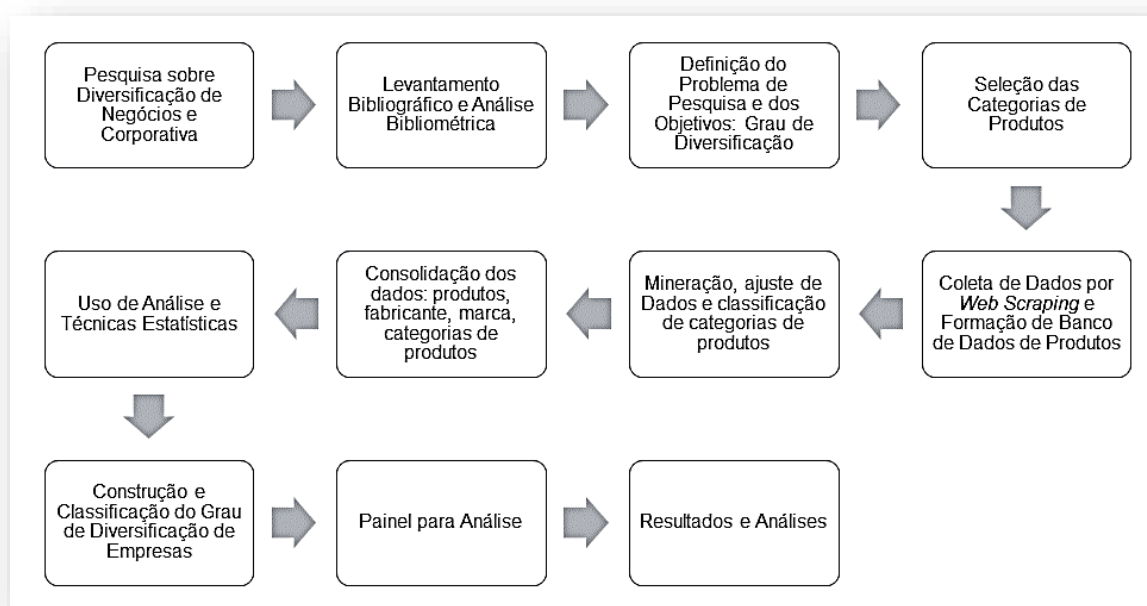 Pesquisa sobre
Diversificação de
Negócios e
Corporativa
Levantamento
Bibliográfico e Análise
Bibliométrica
Definição do
Problema de
Pesquisa e dos
Objetivos: Grau de
Diversificação
Seleção das
Categorias de
Produtos
Coleta de Dados por
Web Scraping e
Formação de Banco
de Dados de Produtos
Mineração, ajuste de
Dados e classificação
de categorias de
produtos
Consolidação dos
dados: produtos,
fabricante, marca,
categorias de
produtos
Uso de Análise e
Técnicas Estatísticas
Construção e
Classificação do Grau
de Diversificação de
Empresas
Painel para Análise
Resultados e Análises